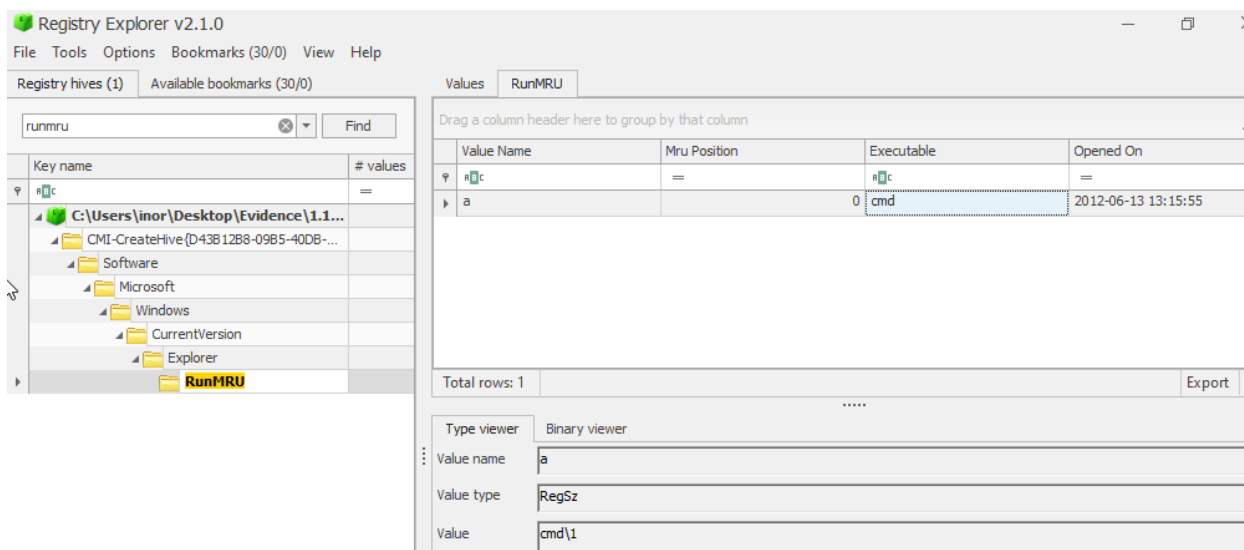 Registry Explorer v2.1.0
File Tools Options Bookmarks (30/0) View Help
Registry hives (1) Available bookmarks (30/0)
runmru Find
Key name # values
ABC =
C:\Users\inor\Desktop\Evidence\1.1...
CMI-CreateHive{D43B12B8-09B5-40DB-...
Software
Microsoft
Windows
CurrentVersion
Explorer
RunMRU
Values RunMRU
Drag a column header here to group by that column
Value Name Mru Position Executable Opened On
ABC = ABC =
a 0 cmd 2012-06-13 13:15:55
Total rows: 1 Export
Type viewer Binary viewer
Value name a
Value type RegSz
Value cmd\1